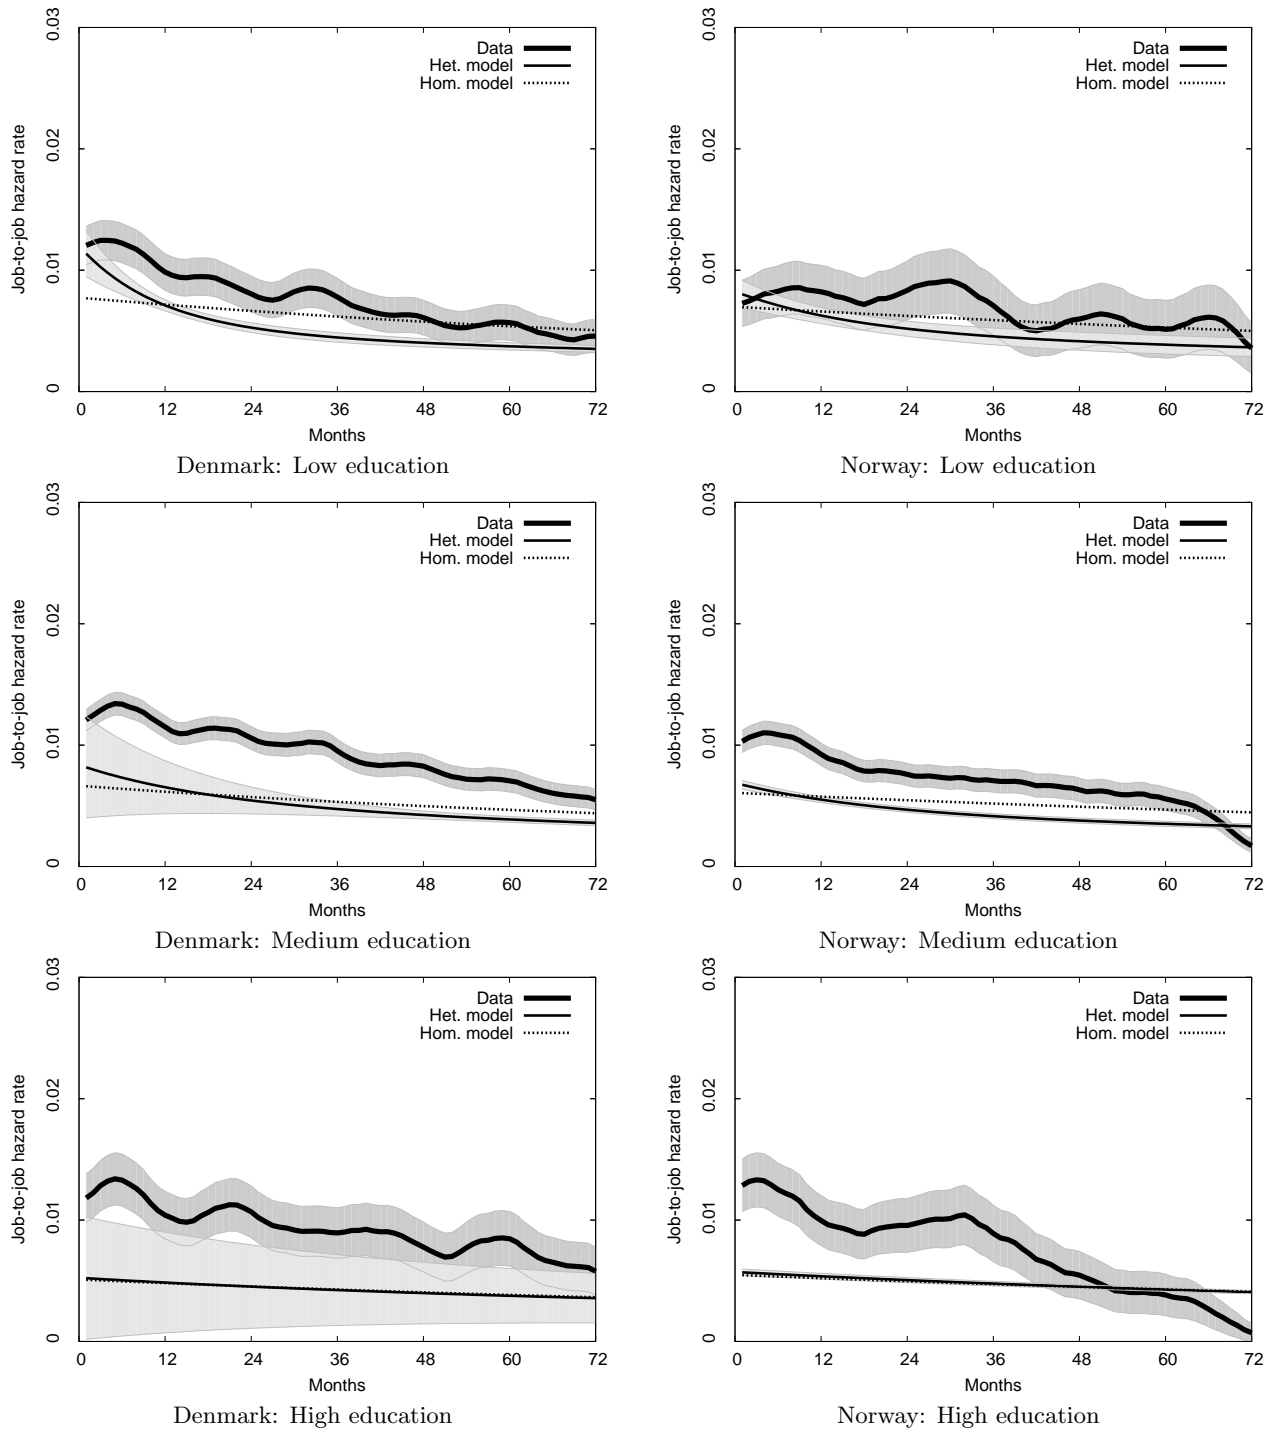 0.03
0.02
0.01
0
Job-to-job hazard rate
Data
Het. model
Hom. model
0 12 24 36 48 60 72
Months
Denmark: Low education
0.03
0.02
0.01
0
Job-to-job hazard rate
Data
Het. model
Hom. model
0 12 24 36 48 60 72
Months
Norway: Low education
0.03
0.02
0.01
0
Job-to-job hazard rate
Data
Het. model
Hom. model
0 12 24 36 48 60 72
Months
Denmark: Medium education
0.03
0.02
0.01
0
Job-to-job hazard rate
Data
Het. model
Hom. model
0 12 24 36 48 60 72
Months
Norway: Medium education
0.03
0.02
0.01
0
Job-to-job hazard rate
Data
Het. model
Hom. model
0 12 24 36 48 60 72
Months
Denmark: High education
0.03
0.02
0.01
0
Job-to-job hazard rate
Data
Het. model
Hom. model
0 12 24 36 48 60 72
Months
Norway: High education